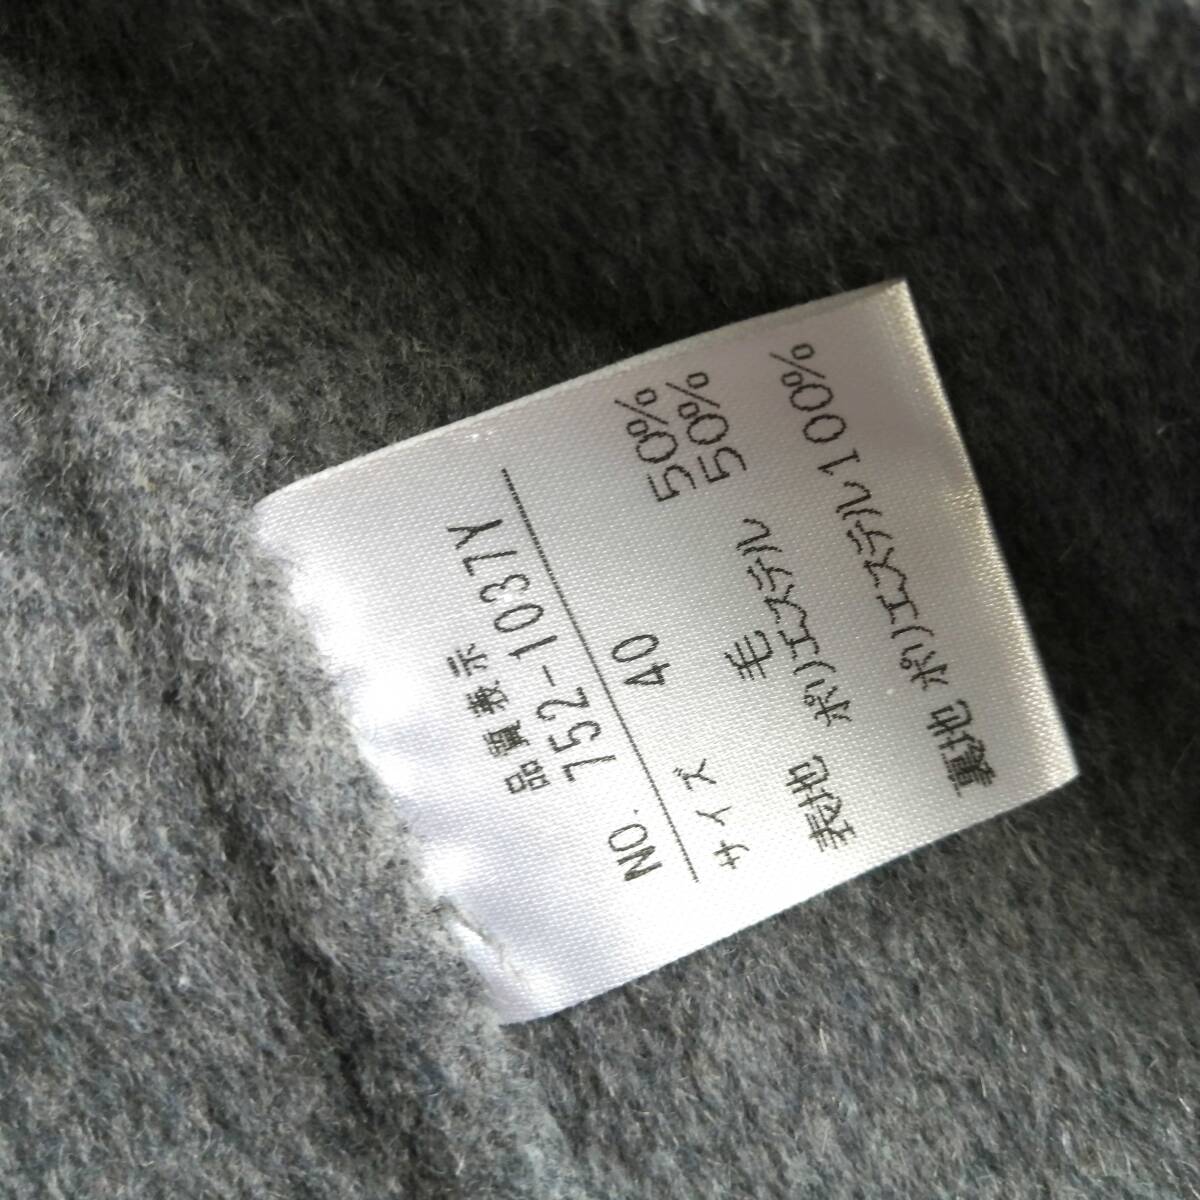 品質表示
NO. 752-1037/Y
サイズ 40
表地 毛 50%
ポリエステル 50%
裏地 ポリエステル100%